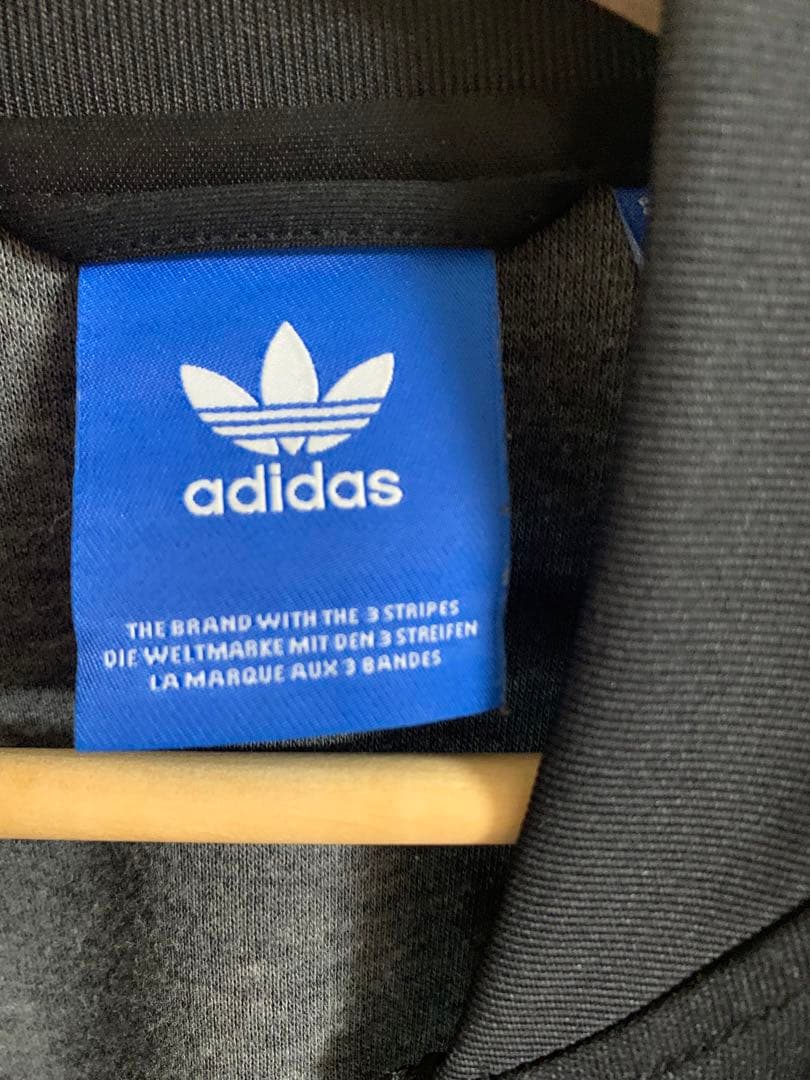 adidas
THE BRAND WITH THE 3 STRIPES
DIE WELTMARKE MIT DEN 3 STREIFEN
LA MARQUE AUX 3 BANDES